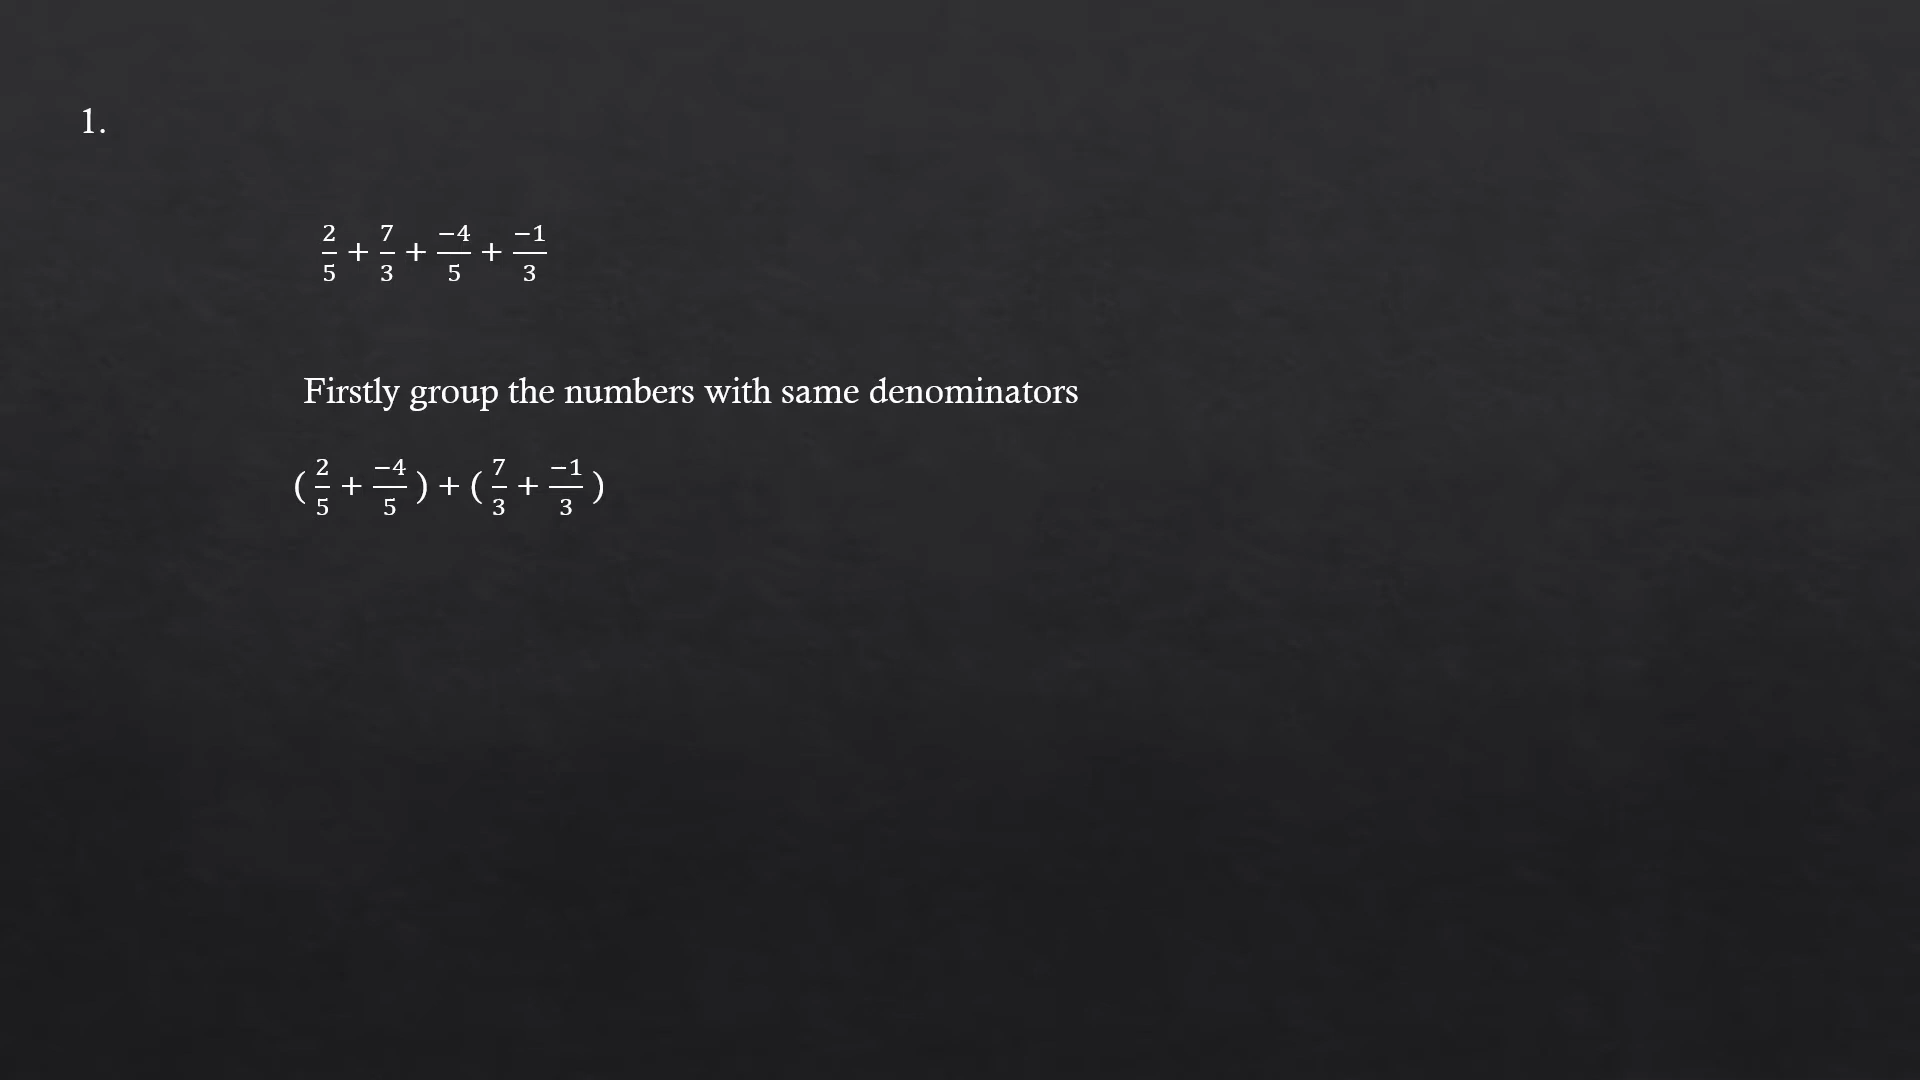 1.
2/5 + 7/3 + −4/5 + −1/3
Firstly group the numbers with same denominators
( 2/5 + −4/5 ) + ( 7/3 + −1/3 )